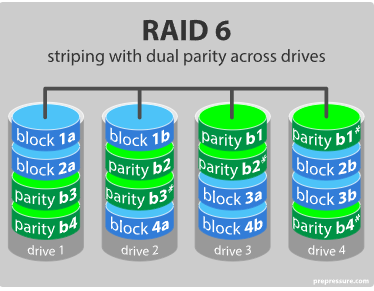 RAID 6
striping with dual parity across drives
block 1a
block 2a
parity b3
parity b4
drive 1
block 1b
parity b2
parity b3*
block 4a
drive 2
parity b1
parity b2*
block 3a
block 4b
drive 3
parity b1*
block 2b
block 3b
parity b4*
drive 4
prepressure.com